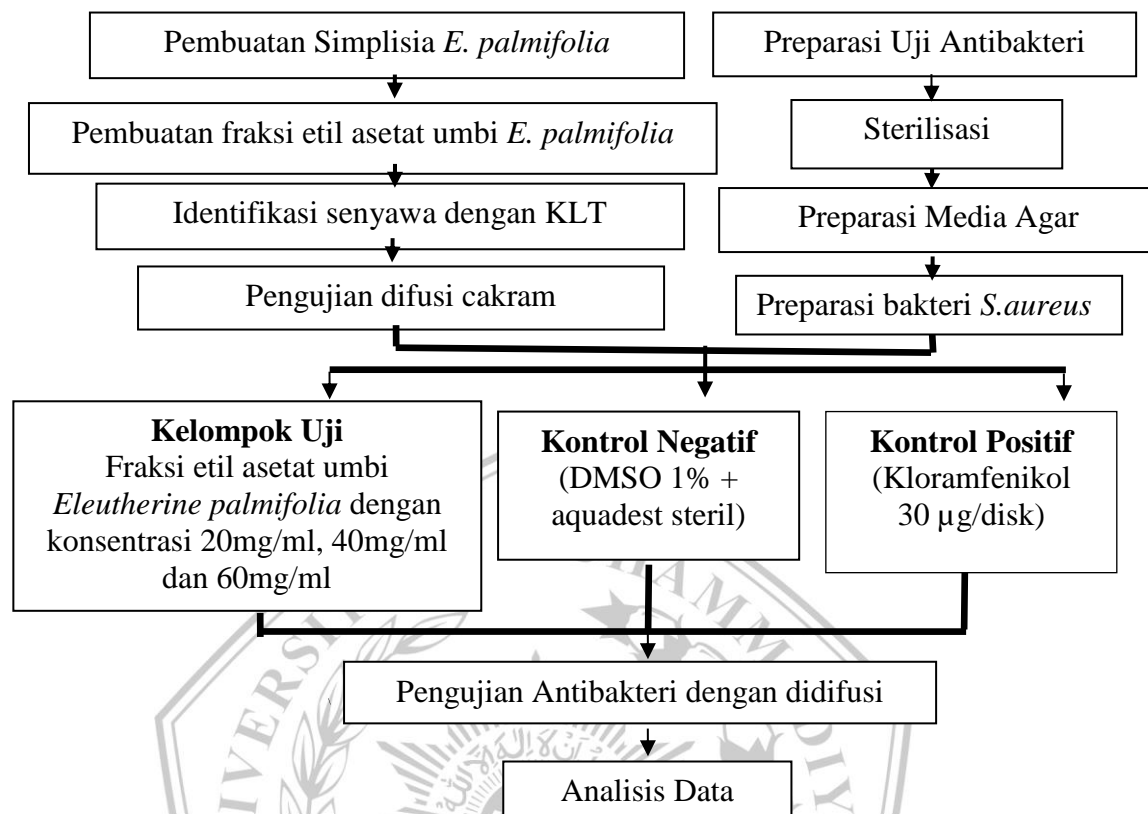 Pembuatan Simplisia E. palmifolia
Preparasi Uji Antibakteri
Pembuatan fraksi etil asetat umbi E. palmifolia
Sterilisasi
Identifikasi senyawa dengan KLT
Preparasi Media Agar
Pengujian difusi cakram
Preparasi bakteri S.aureus
Kelompok Uji
Fraksi etil asetat umbi
Eleutherine palmifolia dengan
konsentrasi 20mg/ml, 40mg/ml
dan 60mg/ml
Kontrol Negatif
(DMSO 1% +
aquadest steril)
Kontrol Positif
(Kloramfenikol
30 µg/disk)
Pengujian Antibakteri dengan didifusi
Analisis Data